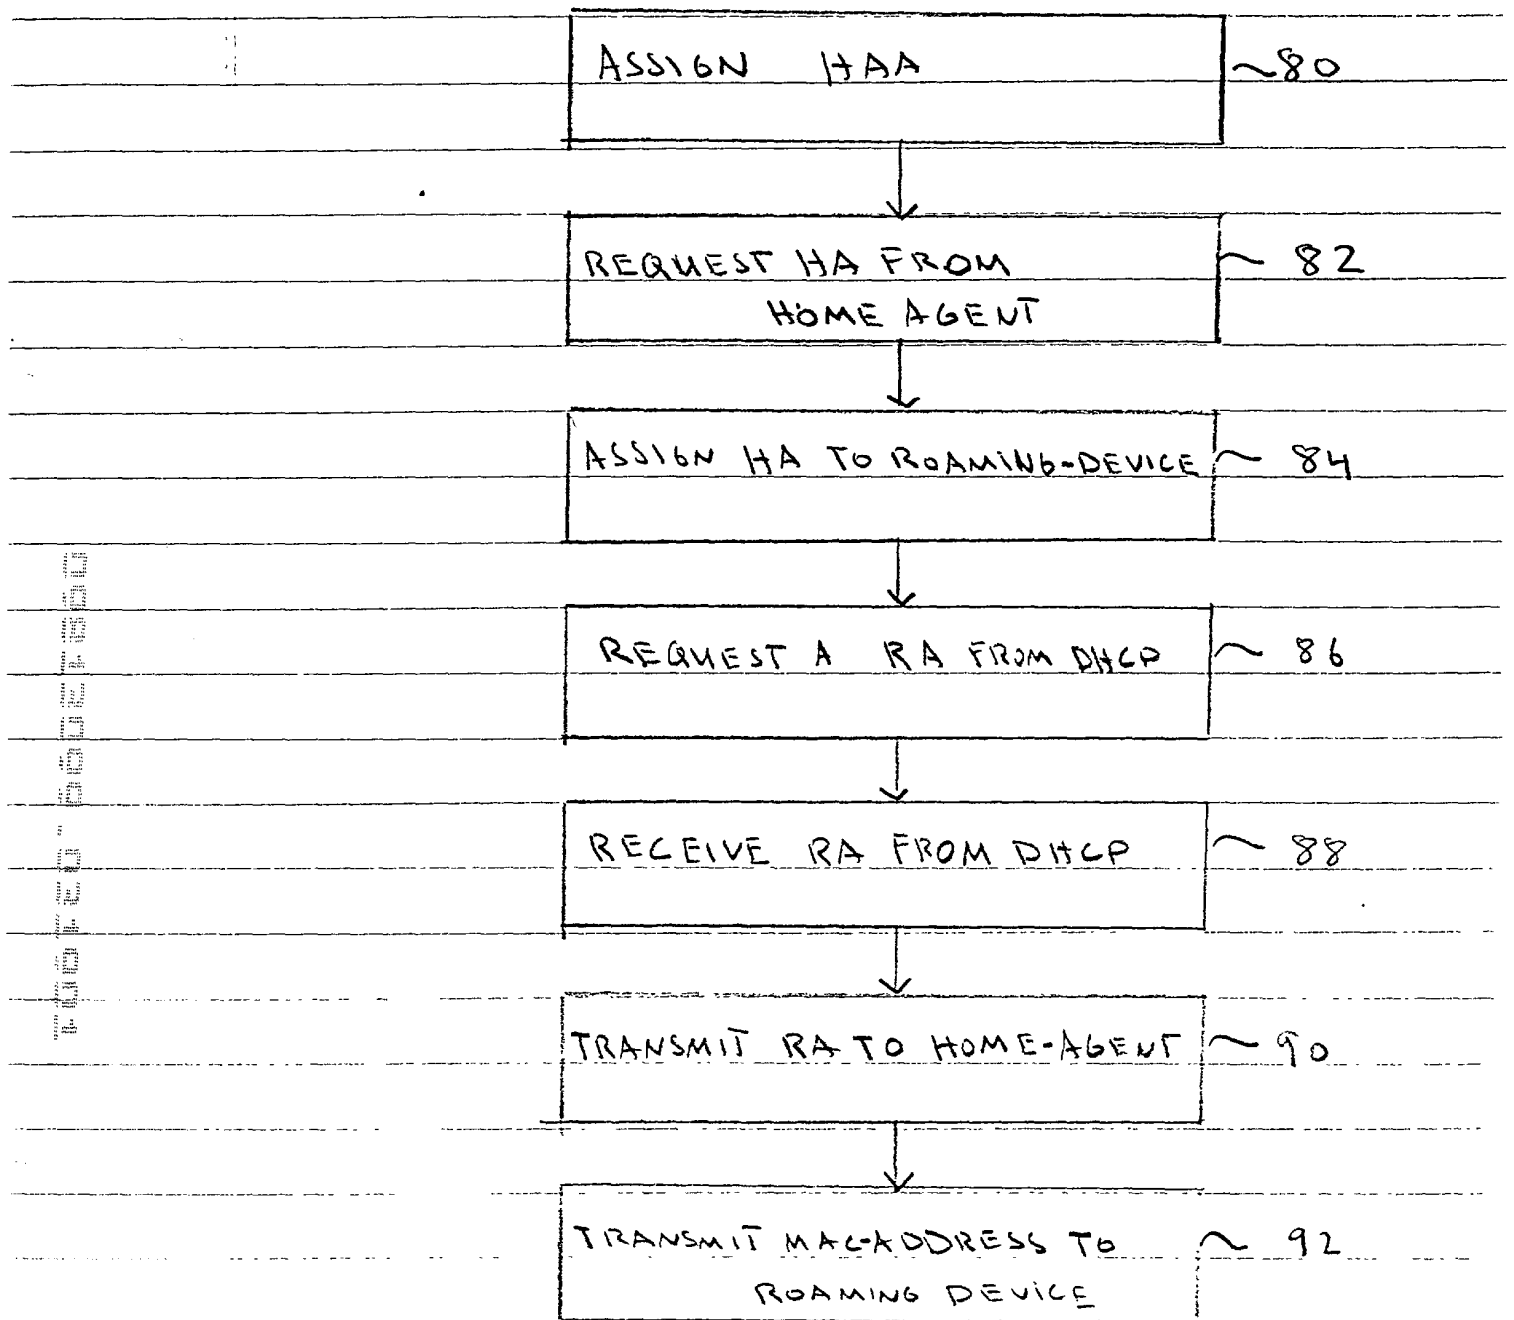 ASSIGN HAA ~80
REQUEST HA FROM ~ 82
HOME AGENT
ASSIGN HA TO ROAMING-DEVICE ~ 84
REQUEST A RA FROM DHCP ~ 86
RECEIVE RA FROM DHCP ~ 88
TRANSMIT RA TO HOME-AGENT ~ 90
TRANSMIT MAC-ADDRESS TO ~ 92
ROAMING DEVICE